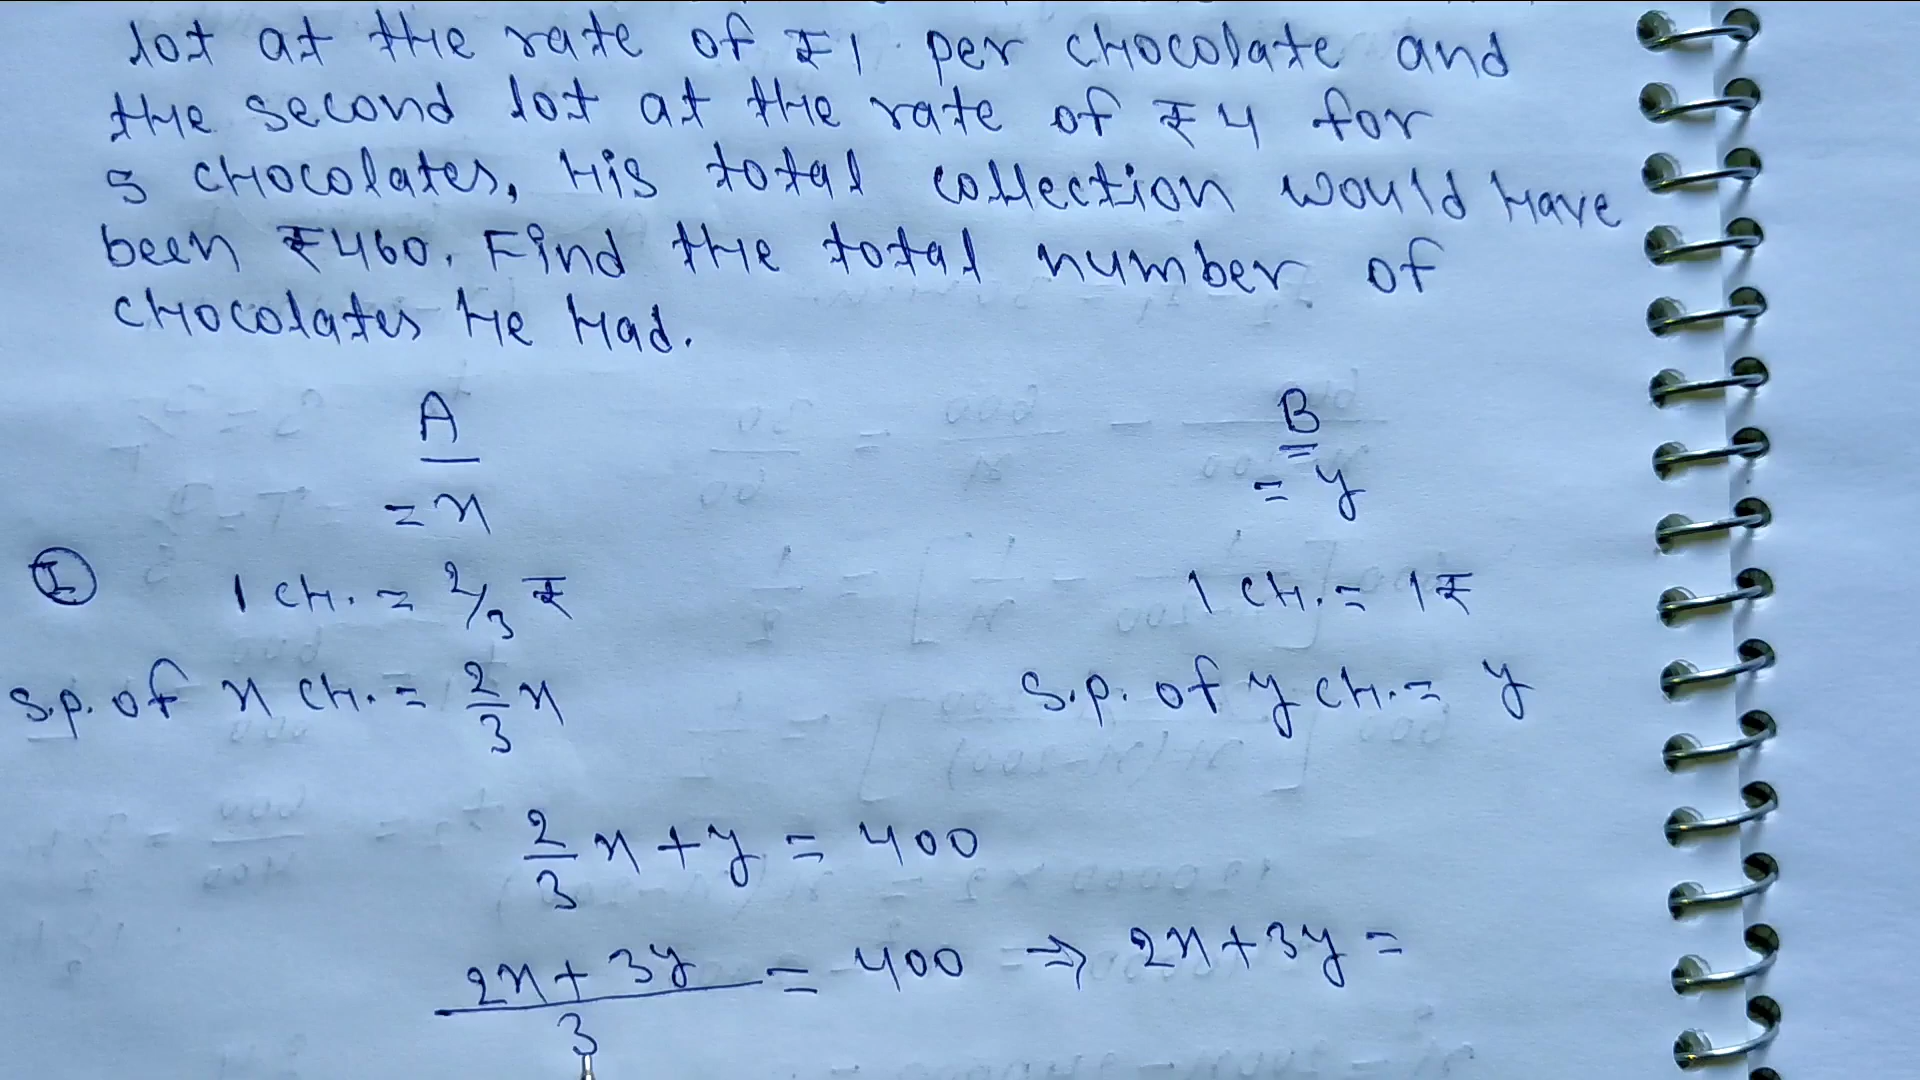 lot at the rate of ₹1 per chocolate and
the second lot at the rate of ₹4 for
5 chocolates, His total collection would have
been ₹460. Find the total number of
chocolates He Had.
A
B
= x
= y
I
1 CH. = 2/3 ₹
1 CH. = 1₹
S.P. of x CH. = 2/3 x
S.P. of y CH. = y
2/3 x + y = 400
(2x + 3y)/3 = 400 ⇒ 2x + 3y =